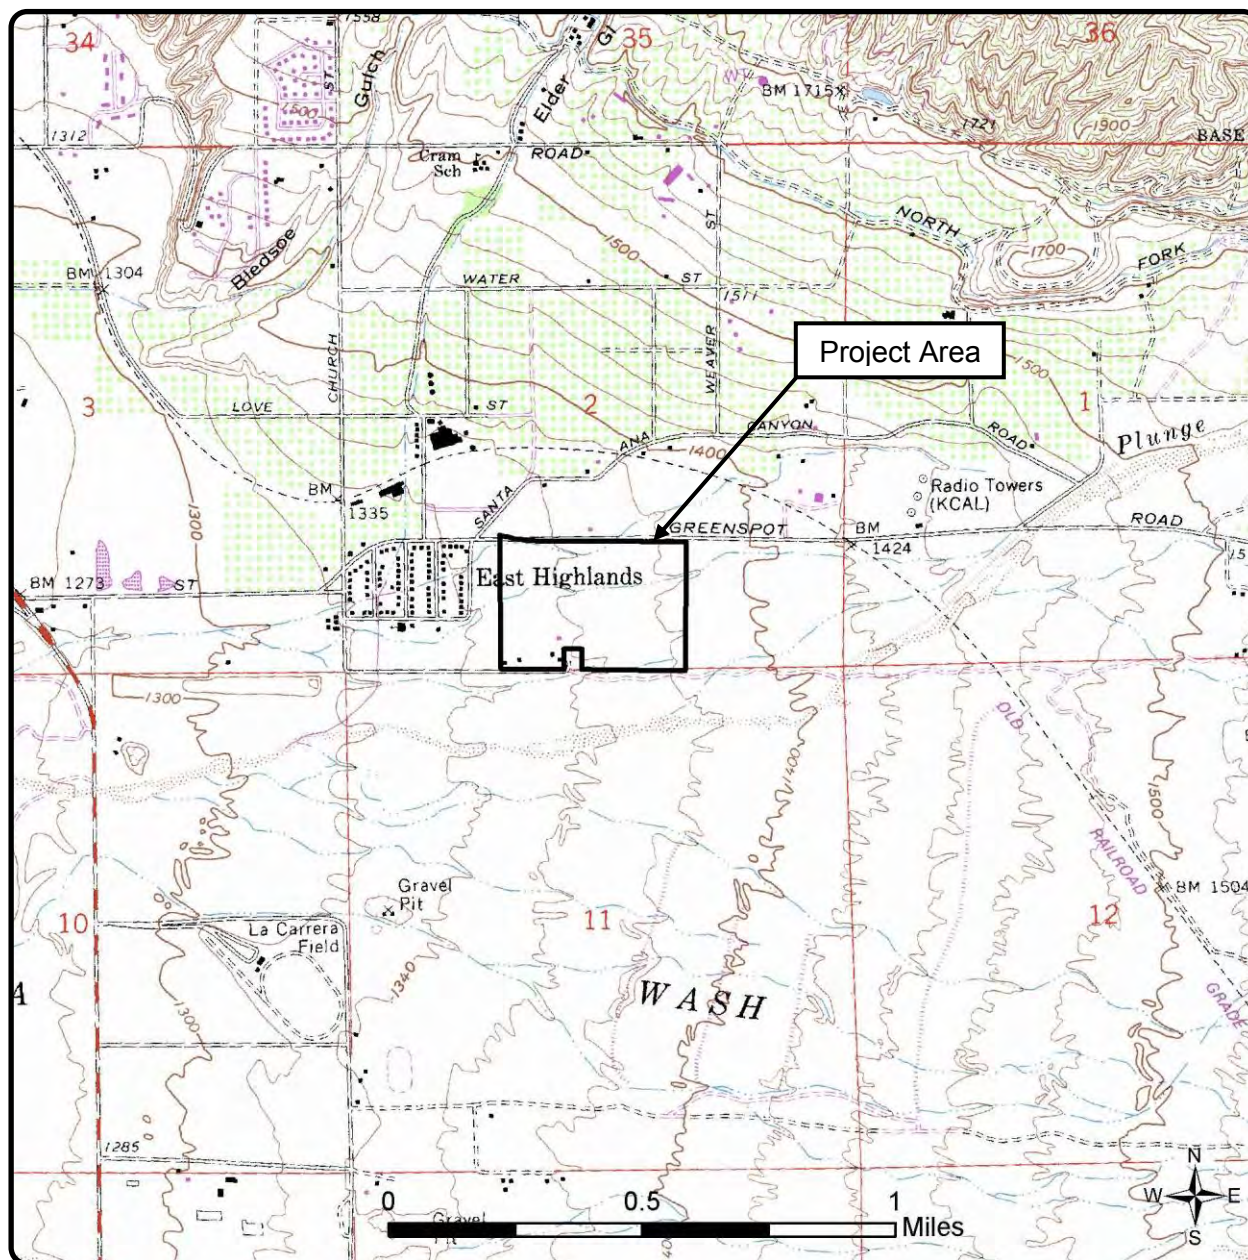 34
1558
ST
Gulch
Elder
Gl
35
36
WT
BM 1715
1500
1312
1721
1900
BASE
Cram
Sch
ROAD
NORTH
FORK
1700
ST
1500
Bledsoe
BM 1304
WATER
ST
1511
CHURCH
WEAVER
Project Area
1500
3
LOVE
ST
2
1
ANA
CANYON
ROAD
1400
Plunge
SANTA
BM
1335
1300
Radio Towers
(KCAL)
GREENSPOT
BM
1424
ROAD
BM 1273
ST
East Highlands
1300
OLD
1400
1500
RAILROAD
BM 1504
Gravel
Pit
10
La Carrera
Field
11
12
1340
WASH
A
1300
GRADE
1285
N
W
E
S
0
0.5
1
Miles
Gravel